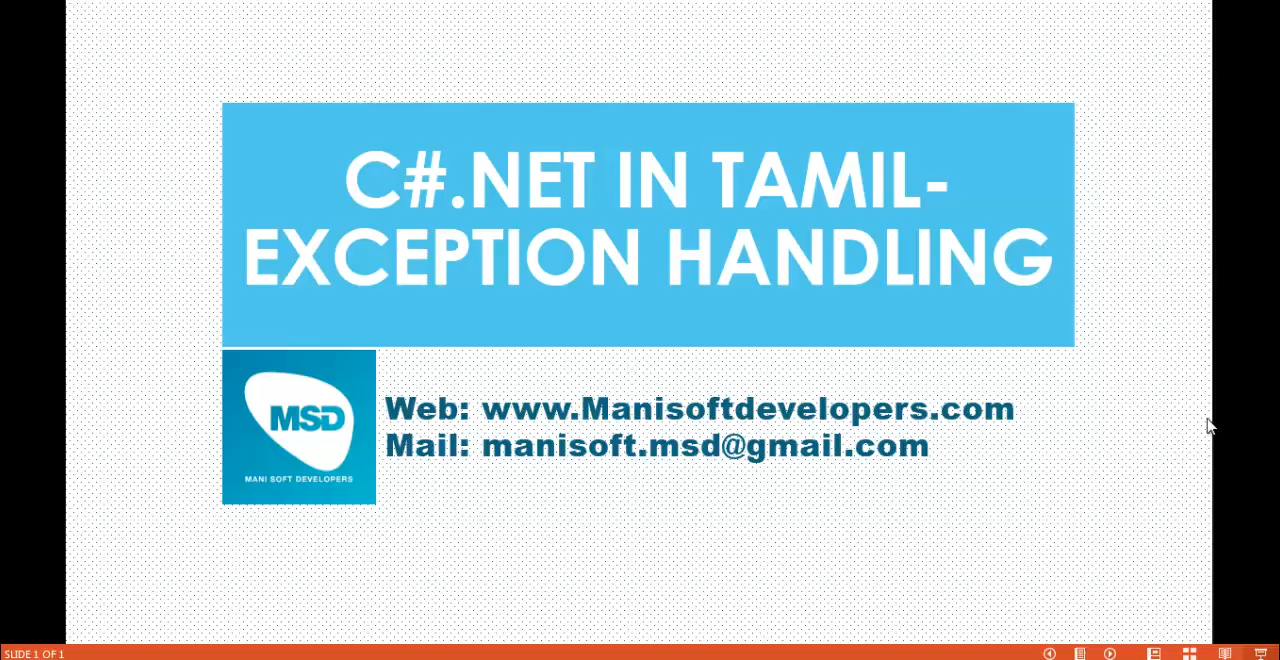 C#.NET IN TAMIL-
EXCEPTION HANDLING
MSD
MANI SOFT DEVELOPERS
Web: www.Manisoftdevelopers.com
Mail: manisoft.msd@gmail.com
SLIDE 1 OF 1